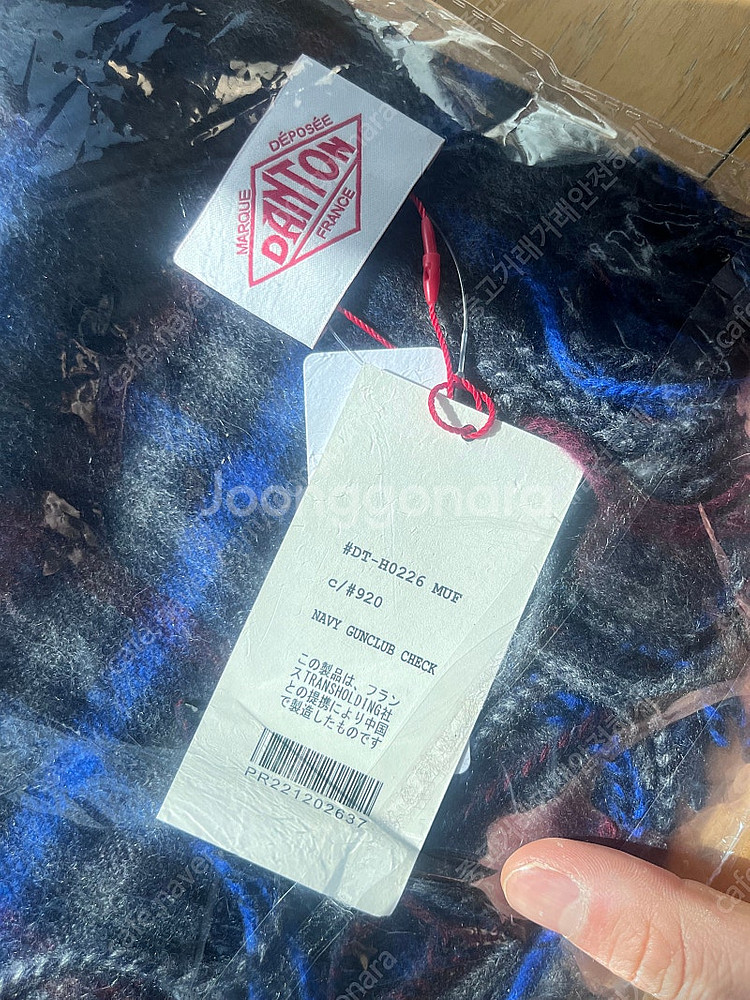 MARQUE
DÉPOSÉE
DANTON
FRANCE
Joonggonara
#DT-H0226 MUF
c/#920
NAVY GUNCLUB CHECK
この製品は、フラン
スTRANSHOLDING社
との提携により中国
で製造したものです
PR221202637